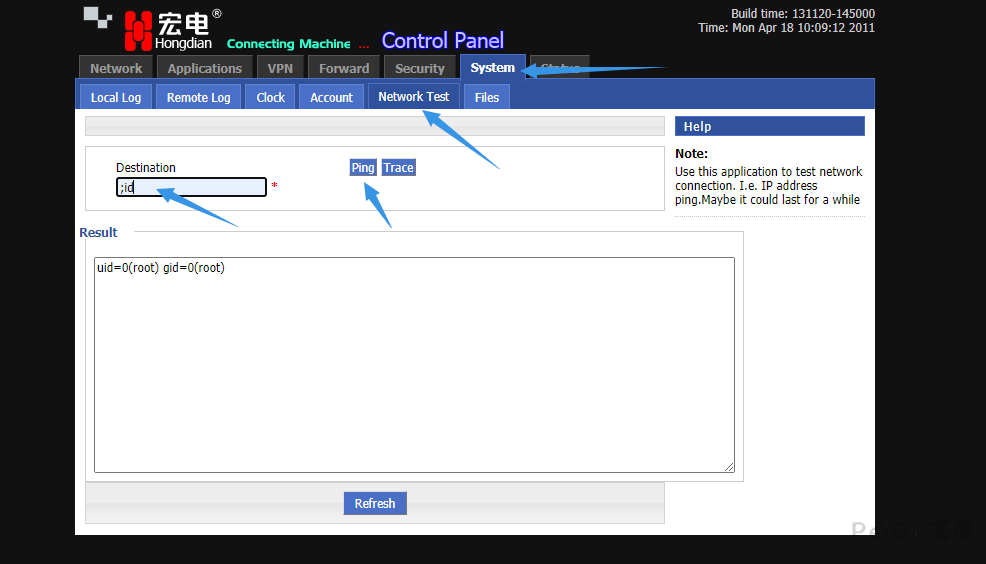 宏电®
Hongdian
Connecting Machine ...
Control Panel
Build time: 131120-145000
Time: Mon Apr 18 10:09:12 2011
Network Applications VPN Forward Security System Status
Local Log Remote Log Clock Account Network Test Files
Destination
;id *
Ping Trace
Help
Note:
Use this application to test network
connection. I.e. IP address
ping.Maybe it could last for a while
Result
uid=0(root) gid=0(root)
Refresh
PeiQi 文库